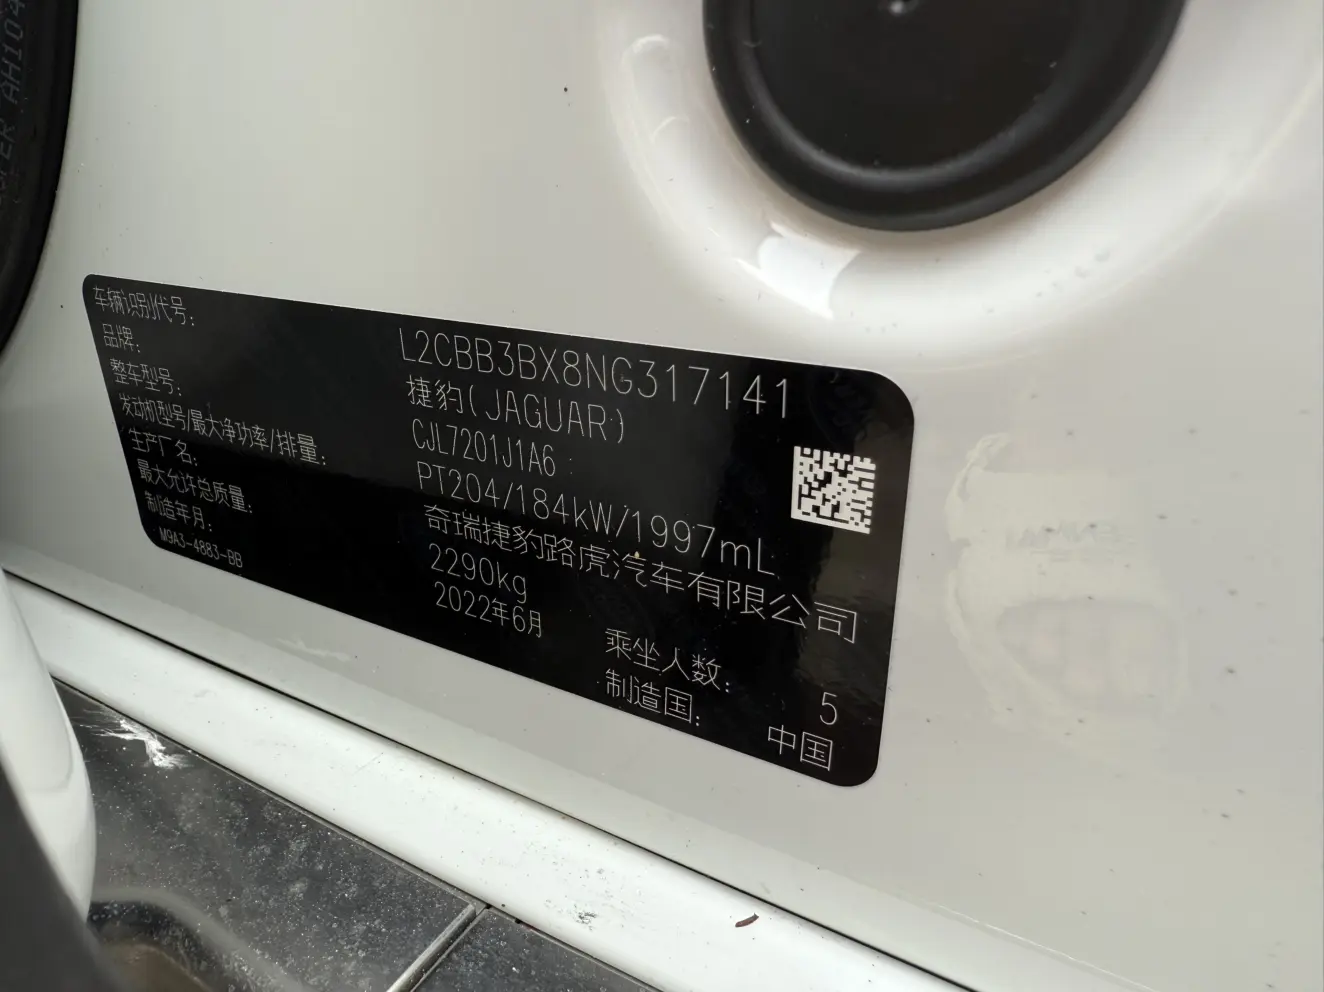 车辆识别代号: L2CBB3BX8NG317141
品牌: 捷豹(JAGUAR)
整车型号: CJL7201J1A6
发动机型号/最大净功率/排量: PT204/184kW/1997mL
生产厂名: 奇瑞捷豹路虎汽车有限公司
最大允许总质量: 2290kg
制造年月: 2022年6月
乘坐人数: 5
M9A3-4883-BB
制造国: 中国
AH104